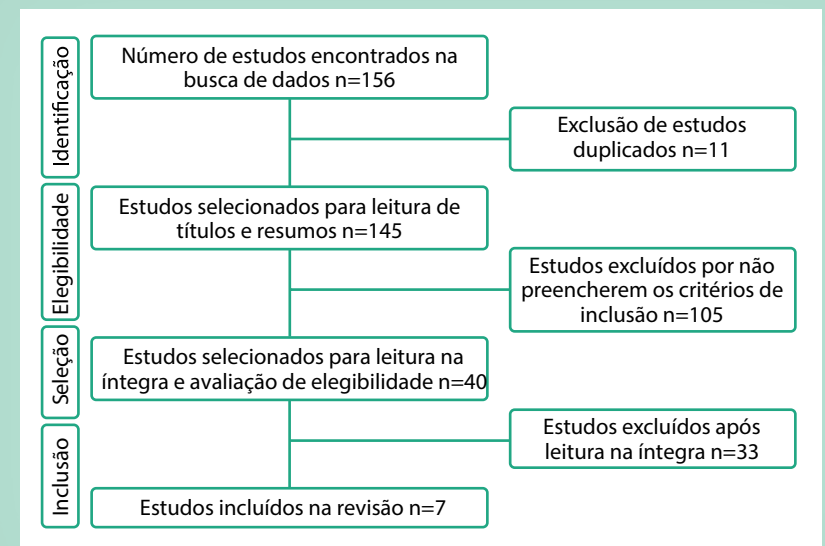 Identificação
Número de estudos encontrados na
busca de dados n=156
Exclusão de estudos
duplicados n=11
Elegibilidade
Estudos selecionados para leitura de
títulos e resumos n=145
Estudos excluídos por não
preencherem os critérios de
inclusão n=105
Seleção
Estudos selecionados para leitura na
íntegra e avaliação de elegibilidade n=40
Estudos excluídos após
leitura na íntegra n=33
Inclusão
Estudos incluídos na revisão n=7